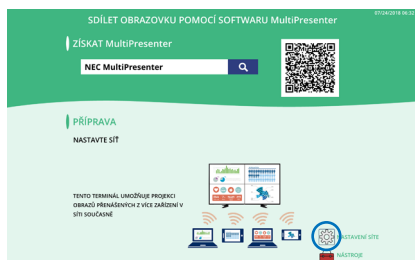 07/24/2018 06:32
SDÍLET OBRAZOVKU POMOCÍ SOFTWARU MultiPresenter
ZÍSKAT MultiPresenter
NEC MultiPresenter
PŘÍPRAVA
NASTAVTE SÍŤ
TENTO TERMINÁL UMOŽŇUJE PROJEKCI
OBRAZŮ PŘENÁŠENÝCH Z VÍCE ZAŘÍZENÍ V
SÍTI SOUČASNĚ
NASTAVENÍ SÍTE
NÁSTROJE